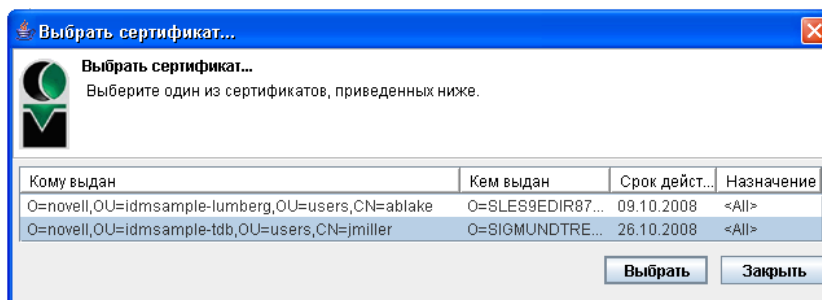 Выбрать сертификат...
Выбрать сертификат...
Выберите один из сертификатов, приведенных ниже.
Кому выдан Кем выдан Срок дейст... Назначение
O=novell,OU=idmsample-lumberg,OU=users,CN=ablake O=SLES9EDIR87... 09.10.2008 <All>
O=novell,OU=idmsample-tdb,OU=users,CN=jmiller O=SIGMUNDTRE... 26.10.2008 <All>
Выбрать Закрыть